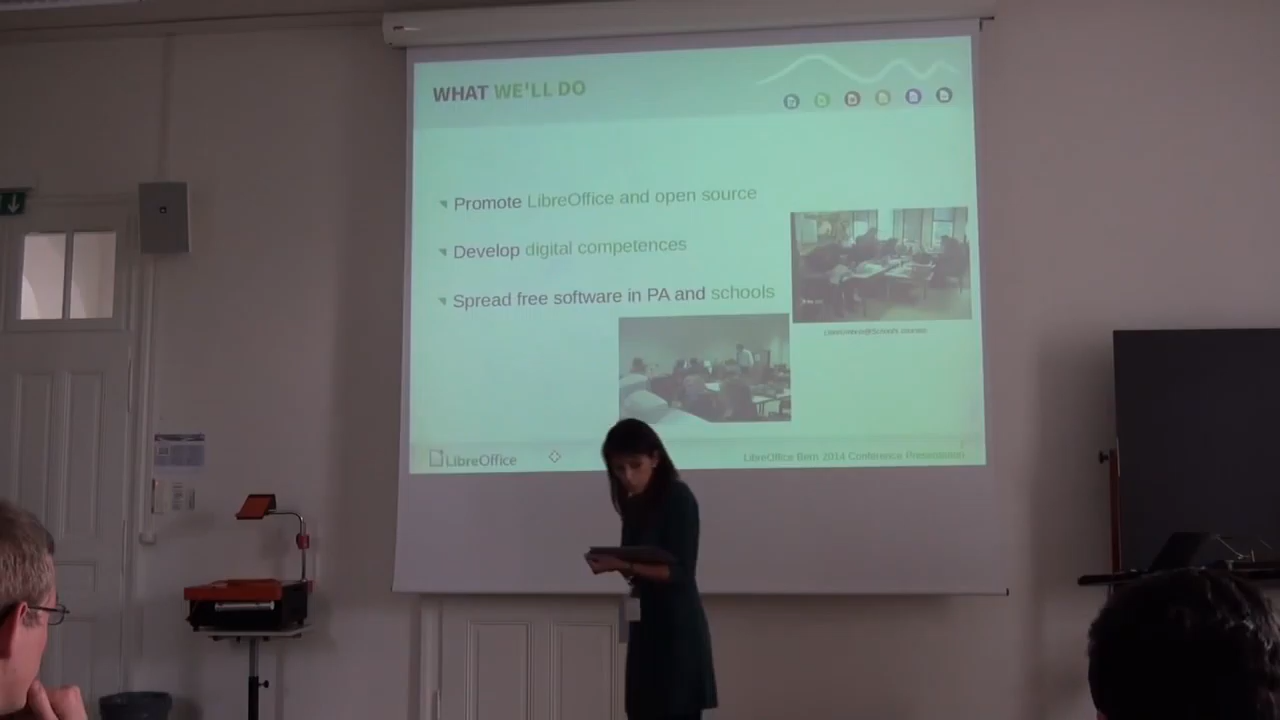 WHAT WE'LL DO
Promote LibreOffice and open source
Develop digital competences
Spread free software in PA and schools
LibreOffice
LibreOffice Bern 2014 Conference Presentation